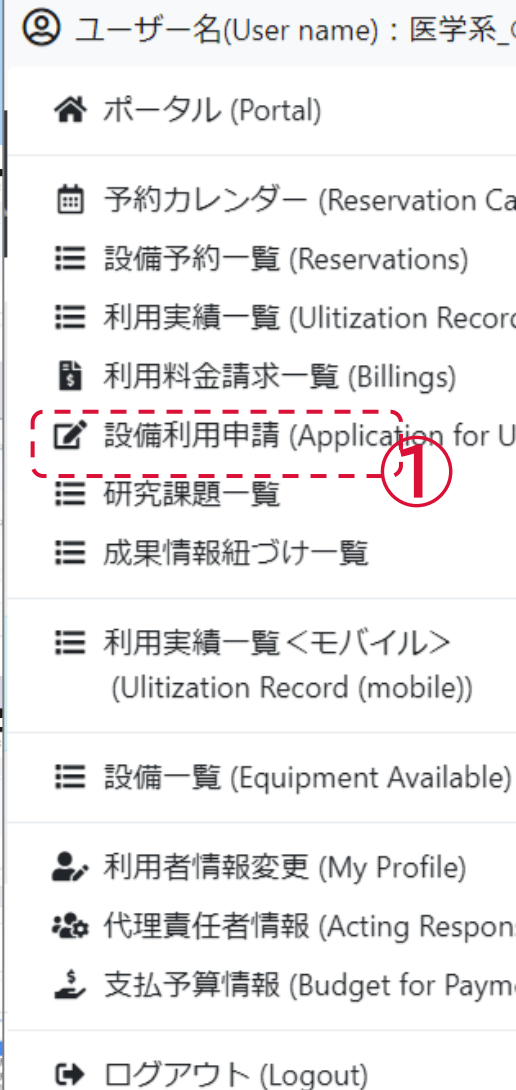 ユーザー名(User name)：医学系_
ポータル (Portal)
予約カレンダー (Reservation Ca
設備予約一覧 (Reservations)
利用実績一覧 (Ulitization Record
利用料金請求一覧 (Billings)
設備利用申請 (Application for U
①
研究課題一覧
成果情報紐づけ一覧
利用実績一覧＜モバイル＞
(Ulitization Record (mobile))
設備一覧 (Equipment Available)
利用者情報変更 (My Profile)
代理責任者情報 (Acting Respon
支払予算情報 (Budget for Payme
ログアウト (Logout)